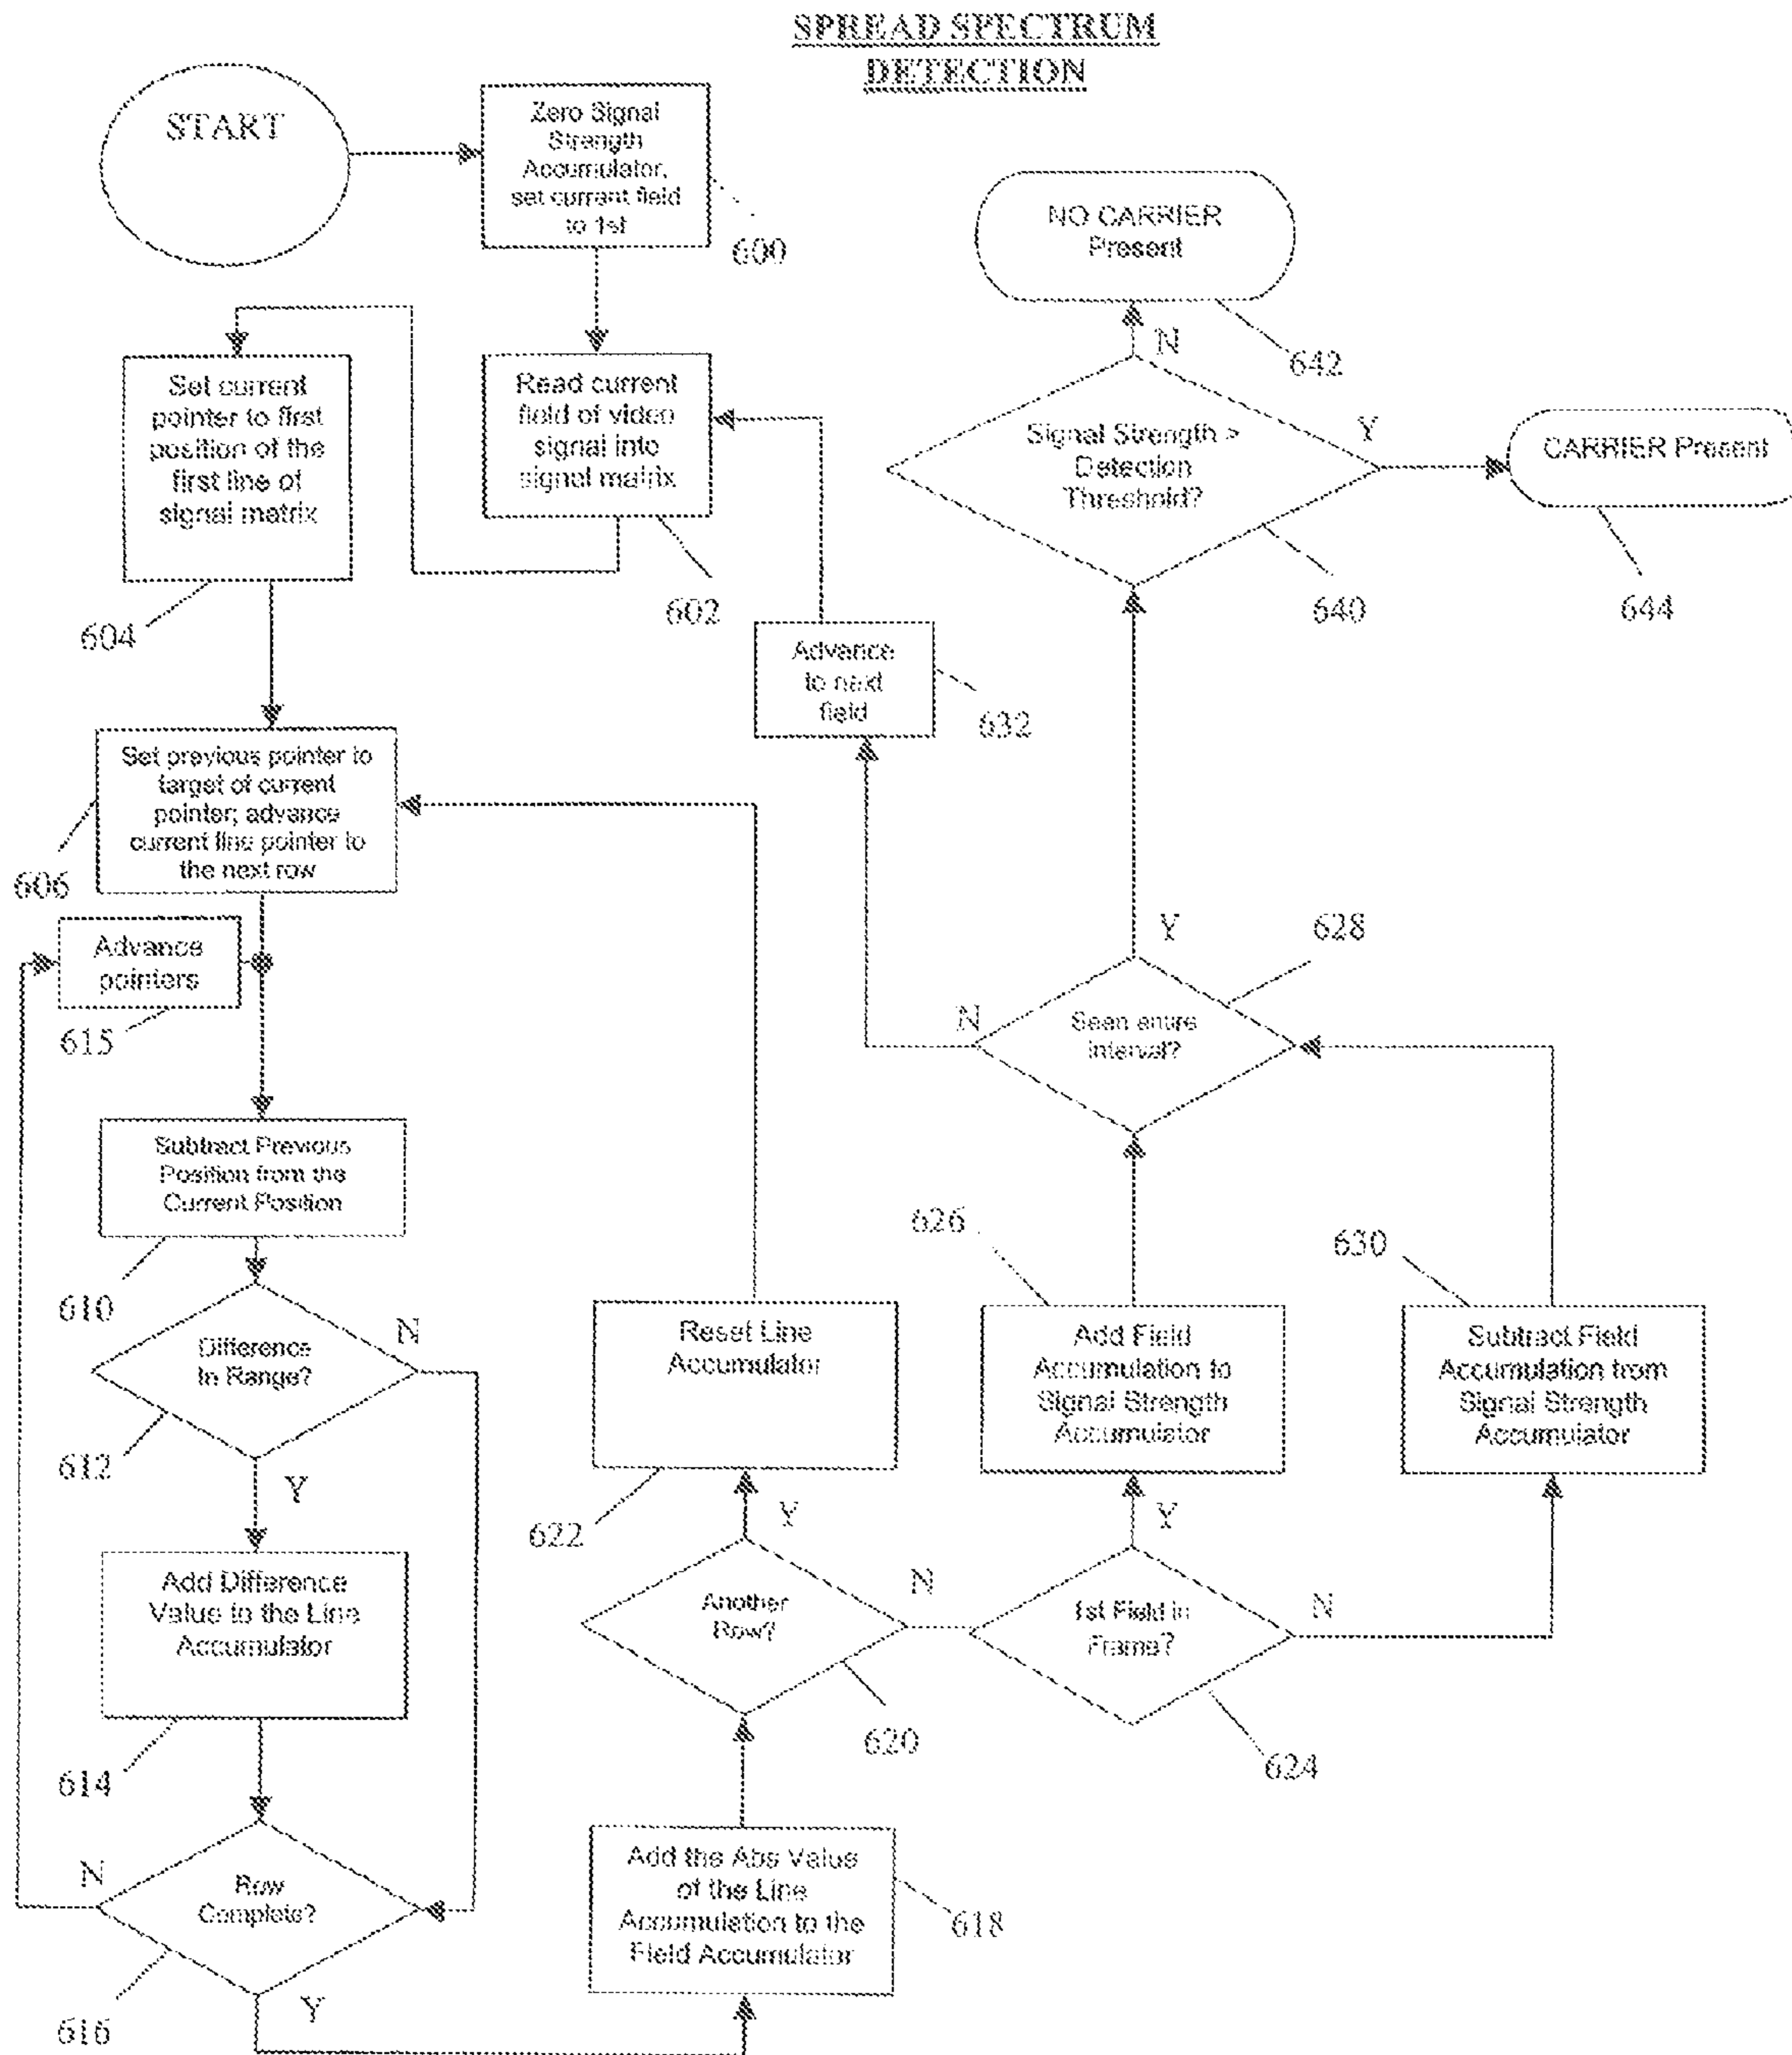 SPREAD SPECTRUM
DETECTION
START
Zero Signal
Strength
Accumulator,
set current field
to 1st
600
NO CARRIER
Present
642
N
Set current
pointer to first
position of the
first line of
signal matrix
604
Read current
field of video
signal into
signal matrix
602
Signal Strength >
Detection
Threshold?
640
Y
CARRIER Present
644
Advance
to next
field
632
Set previous pointer to
target of current
pointer; advance
current line pointer to
the next row
606
Advance
pointers
615
Y
628
N
Seen entire
interval?
Subtract Previous
Position from the
Current Position
610
626
630
Difference
In Range?
N
612
Y
Reset Line
Accumulator
622
Add Field
Accumulation to
Signal Strength
Accumulator
Subtract Field
Accumulation from
Signal Strength
Accumulator
Add Difference
Value to the Line
Accumulator
614
Y
Another
Row?
N
620
Y
1st Field in
Frame?
N
624
N
Row
Complete?
616
Y
Add the Abs Value
of the Line
Accumulation to the
Field Accumulator
618